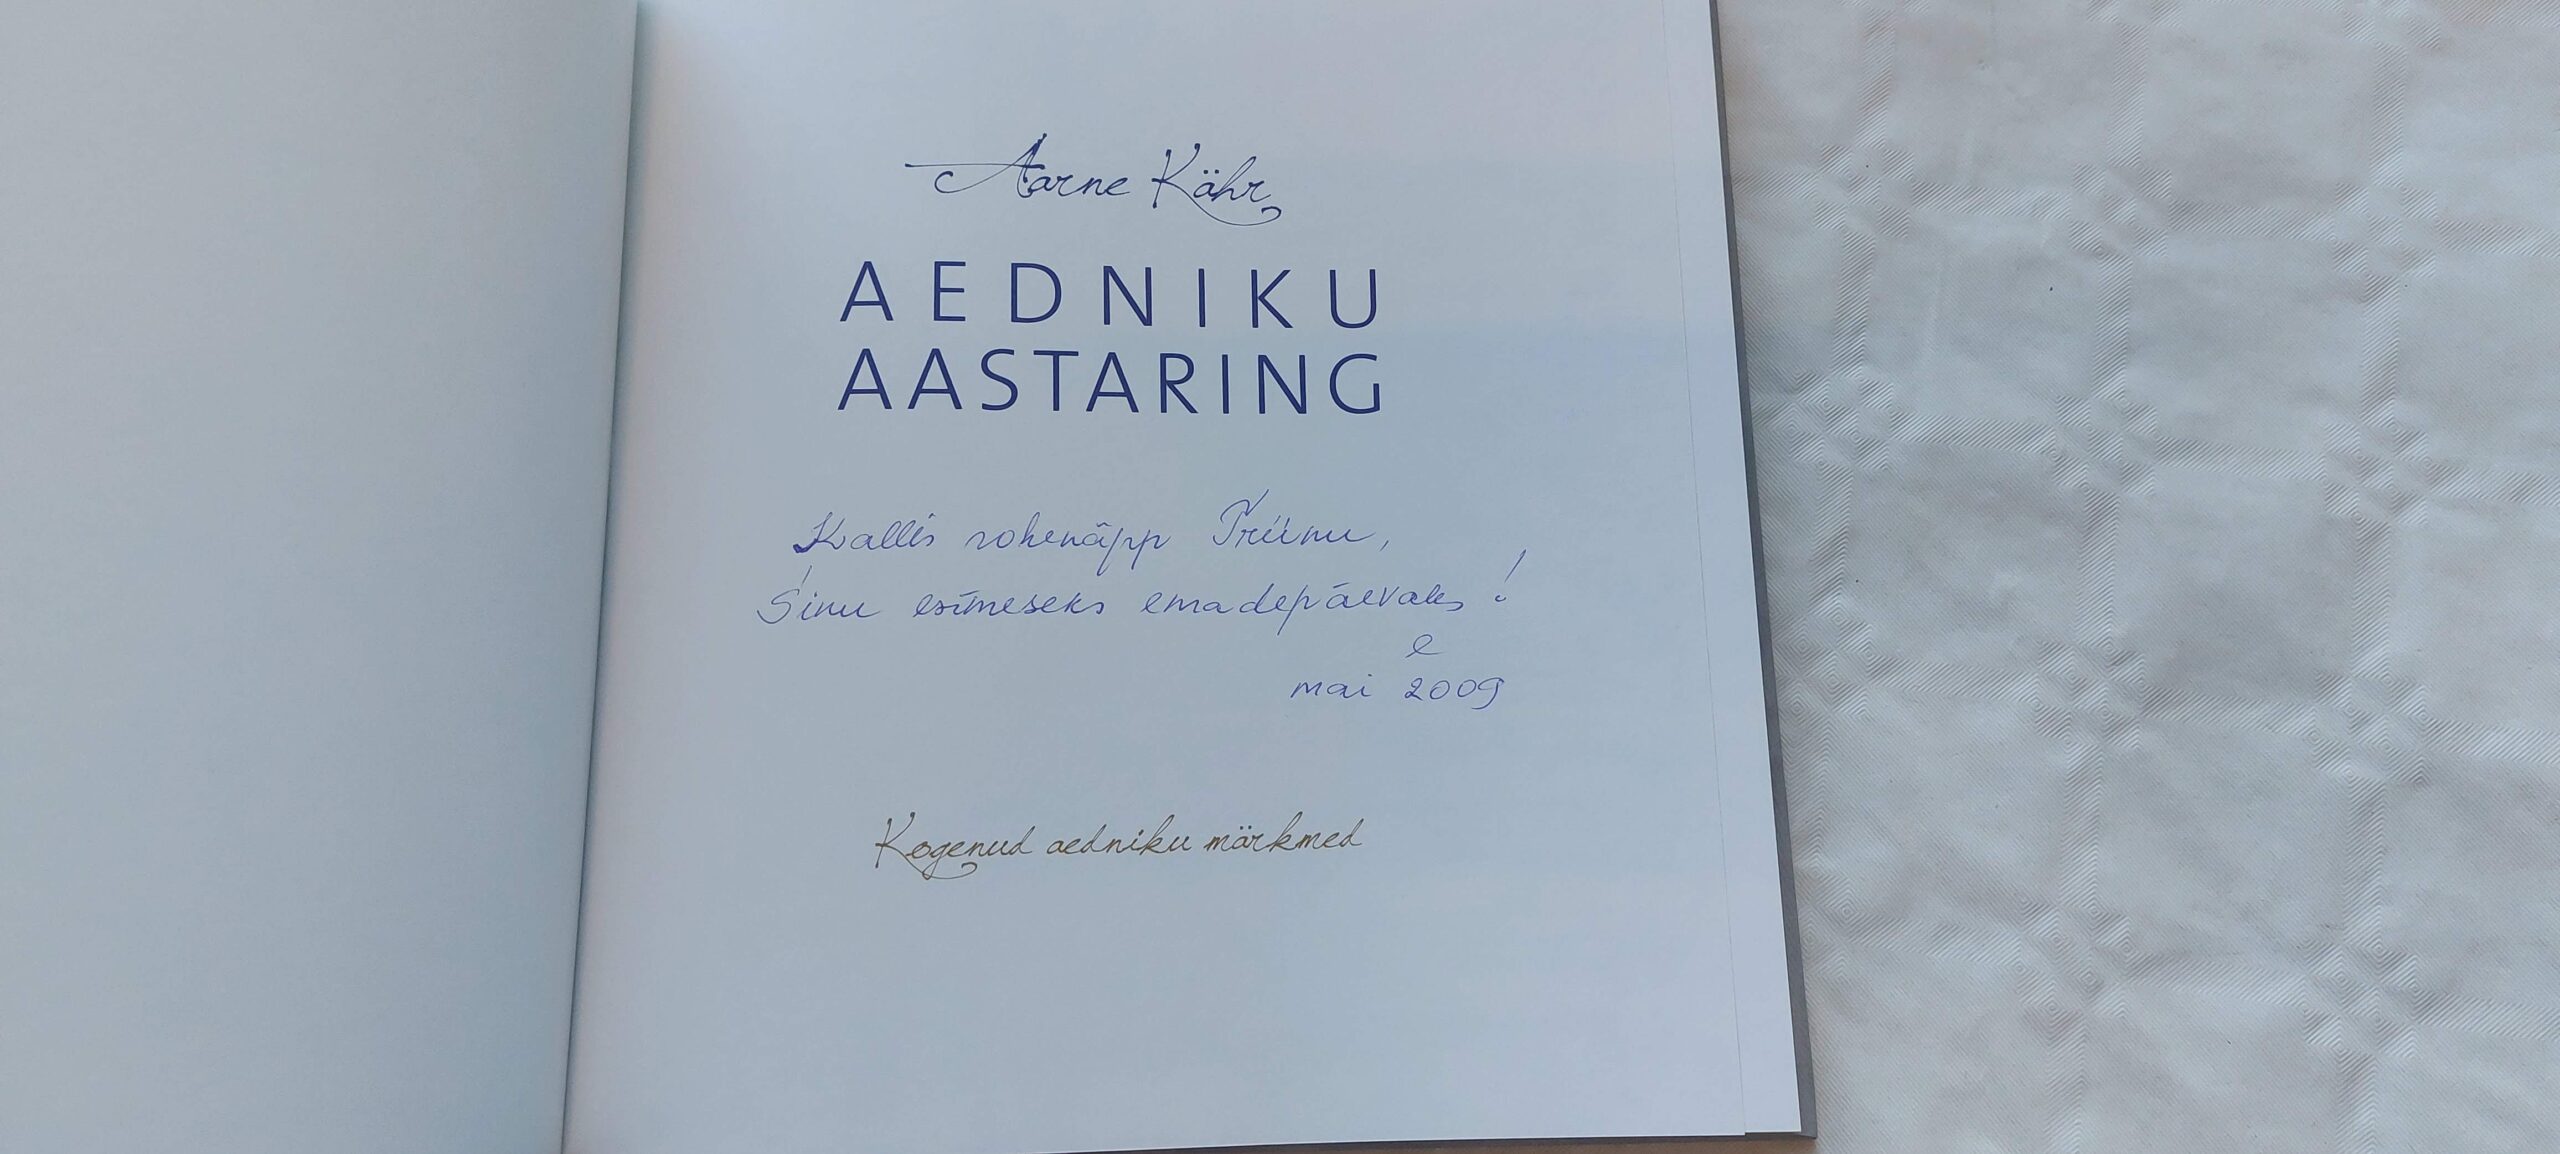 Aarne Kähr
AEDNIKU
AASTARING
Kallis rohenäpp Triinu,
Sinu esimeseks emadepäevaks!
e
mai 2009
Kogenud aedniku märkmed